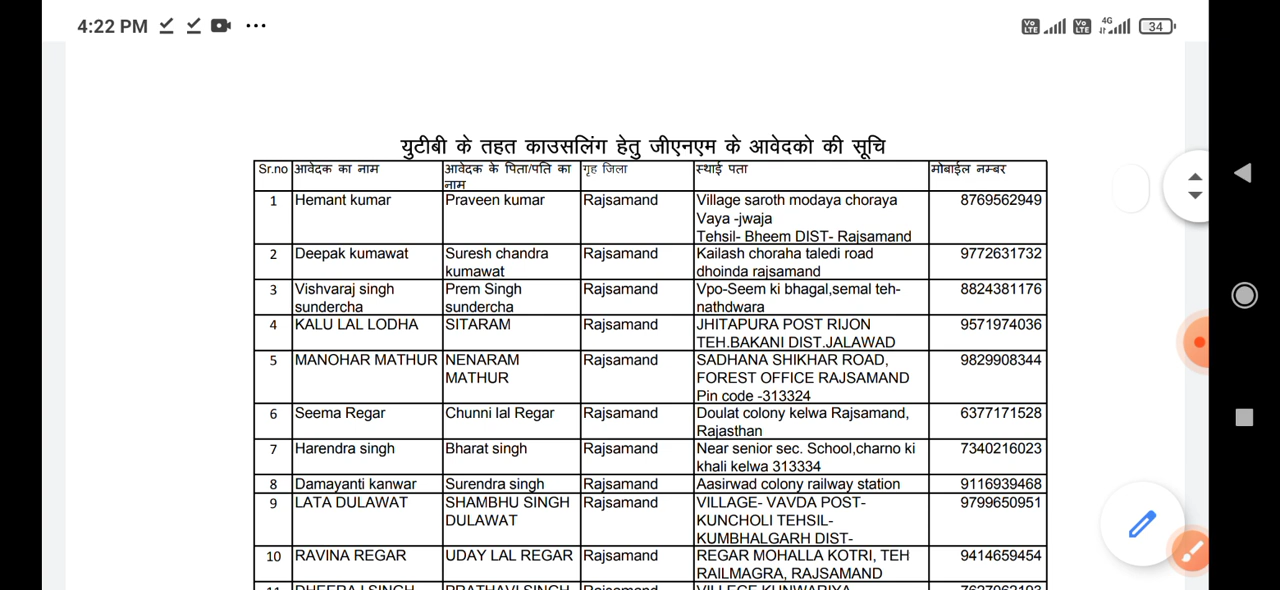 4:22 PM
Vo LTE Vo LTE 4G 34
युटीबी के तहत काउसलिंग हेतु जीएनएम के आवेदको की सूचि
Sr.no आवेदक का नाम आवेदक के पिता/पति का नाम गृह जिला स्थाई पता मोबाईल नम्बर
1 Hemant kumar Praveen kumar Rajsamand Village saroth modaya choraya 8769562949
Vaya -jwaja
Tehsil- Bheem DIST- Rajsamand
2 Deepak kumawat Suresh chandra Rajsamand Kailash choraha taledi road 9772631732
kumawat dhoinda rajsamand
3 Vishvaraj singh Prem Singh Rajsamand Vpo-Seem ki bhagal,semal teh- 8824381176
sundercha sundercha nathdwara
4 KALU LAL LODHA SITARAM Rajsamand JHITAPURA POST RIJON 9571974036
TEH.BAKANI DIST.JALAWAD
5 MANOHAR MATHUR NENARAM Rajsamand SADHANA SHIKHAR ROAD, 9829908344
MATHUR FOREST OFFICE RAJSAMAND
Pin code -313324
6 Seema Regar Chunni lal Regar Rajsamand Doulat colony kelwa Rajsamand, 6377171528
Rajasthan
7 Harendra singh Bharat singh Rajsamand Near senior sec. School,charno ki 7340216023
khali kelwa 313334
8 Damayanti kanwar Surendra singh Rajsamand Aasirwad colony railway station 9116939468
9 LATA DULAWAT SHAMBHU SINGH Rajsamand VILLAGE- VAVDA POST- 9799650951
DULAWAT KUNCHOLI TEHSIL-
KUMBHALGARH DIST-
10 RAVINA REGAR UDAY LAL REGAR Rajsamand REGAR MOHALLA KOTRI, TEH 9414659454
RAILMAGRA, RAJSAMAND